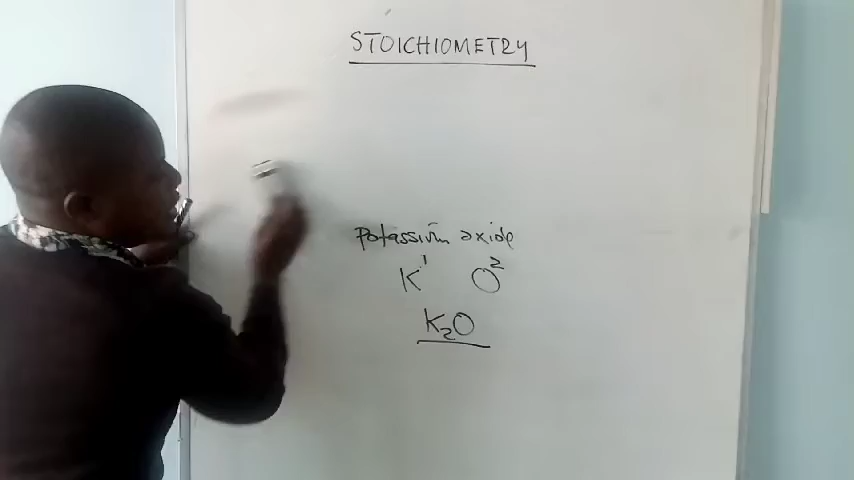 STOICHIOMETRY
Potassium oxide
K¹ O²
K₂O